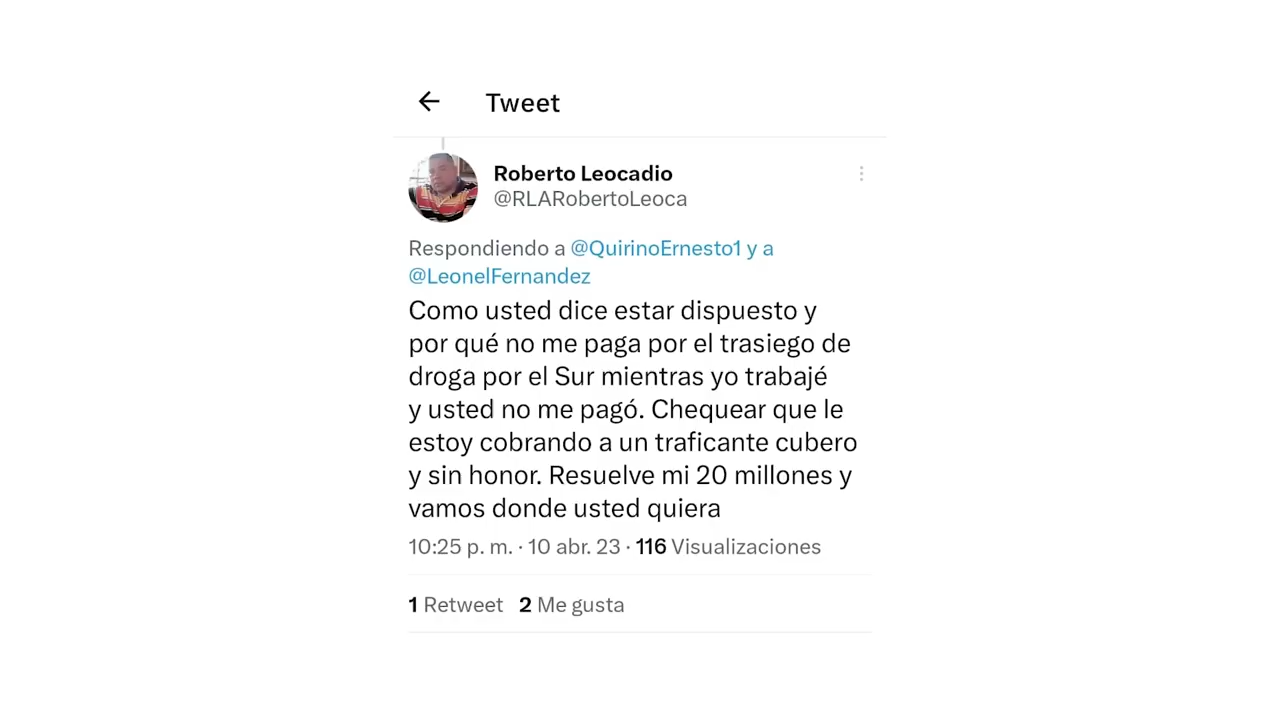 Tweet
Roberto Leocadio
@RLARobertoLeoca
Respondiendo a @QuirinoErnesto1 y a
@LeonelFernandez
Como usted dice estar dispuesto y
por qué no me paga por el trasiego de
droga por el Sur mientras yo trabajé
y usted no me pagó. Chequear que le
estoy cobrando a un traficante cubero
y sin honor. Resuelve mi 20 millones y
vamos donde usted quiera
10:25 p. m. · 10 abr. 23 · 116 Visualizaciones
1 Retweet 2 Me gusta